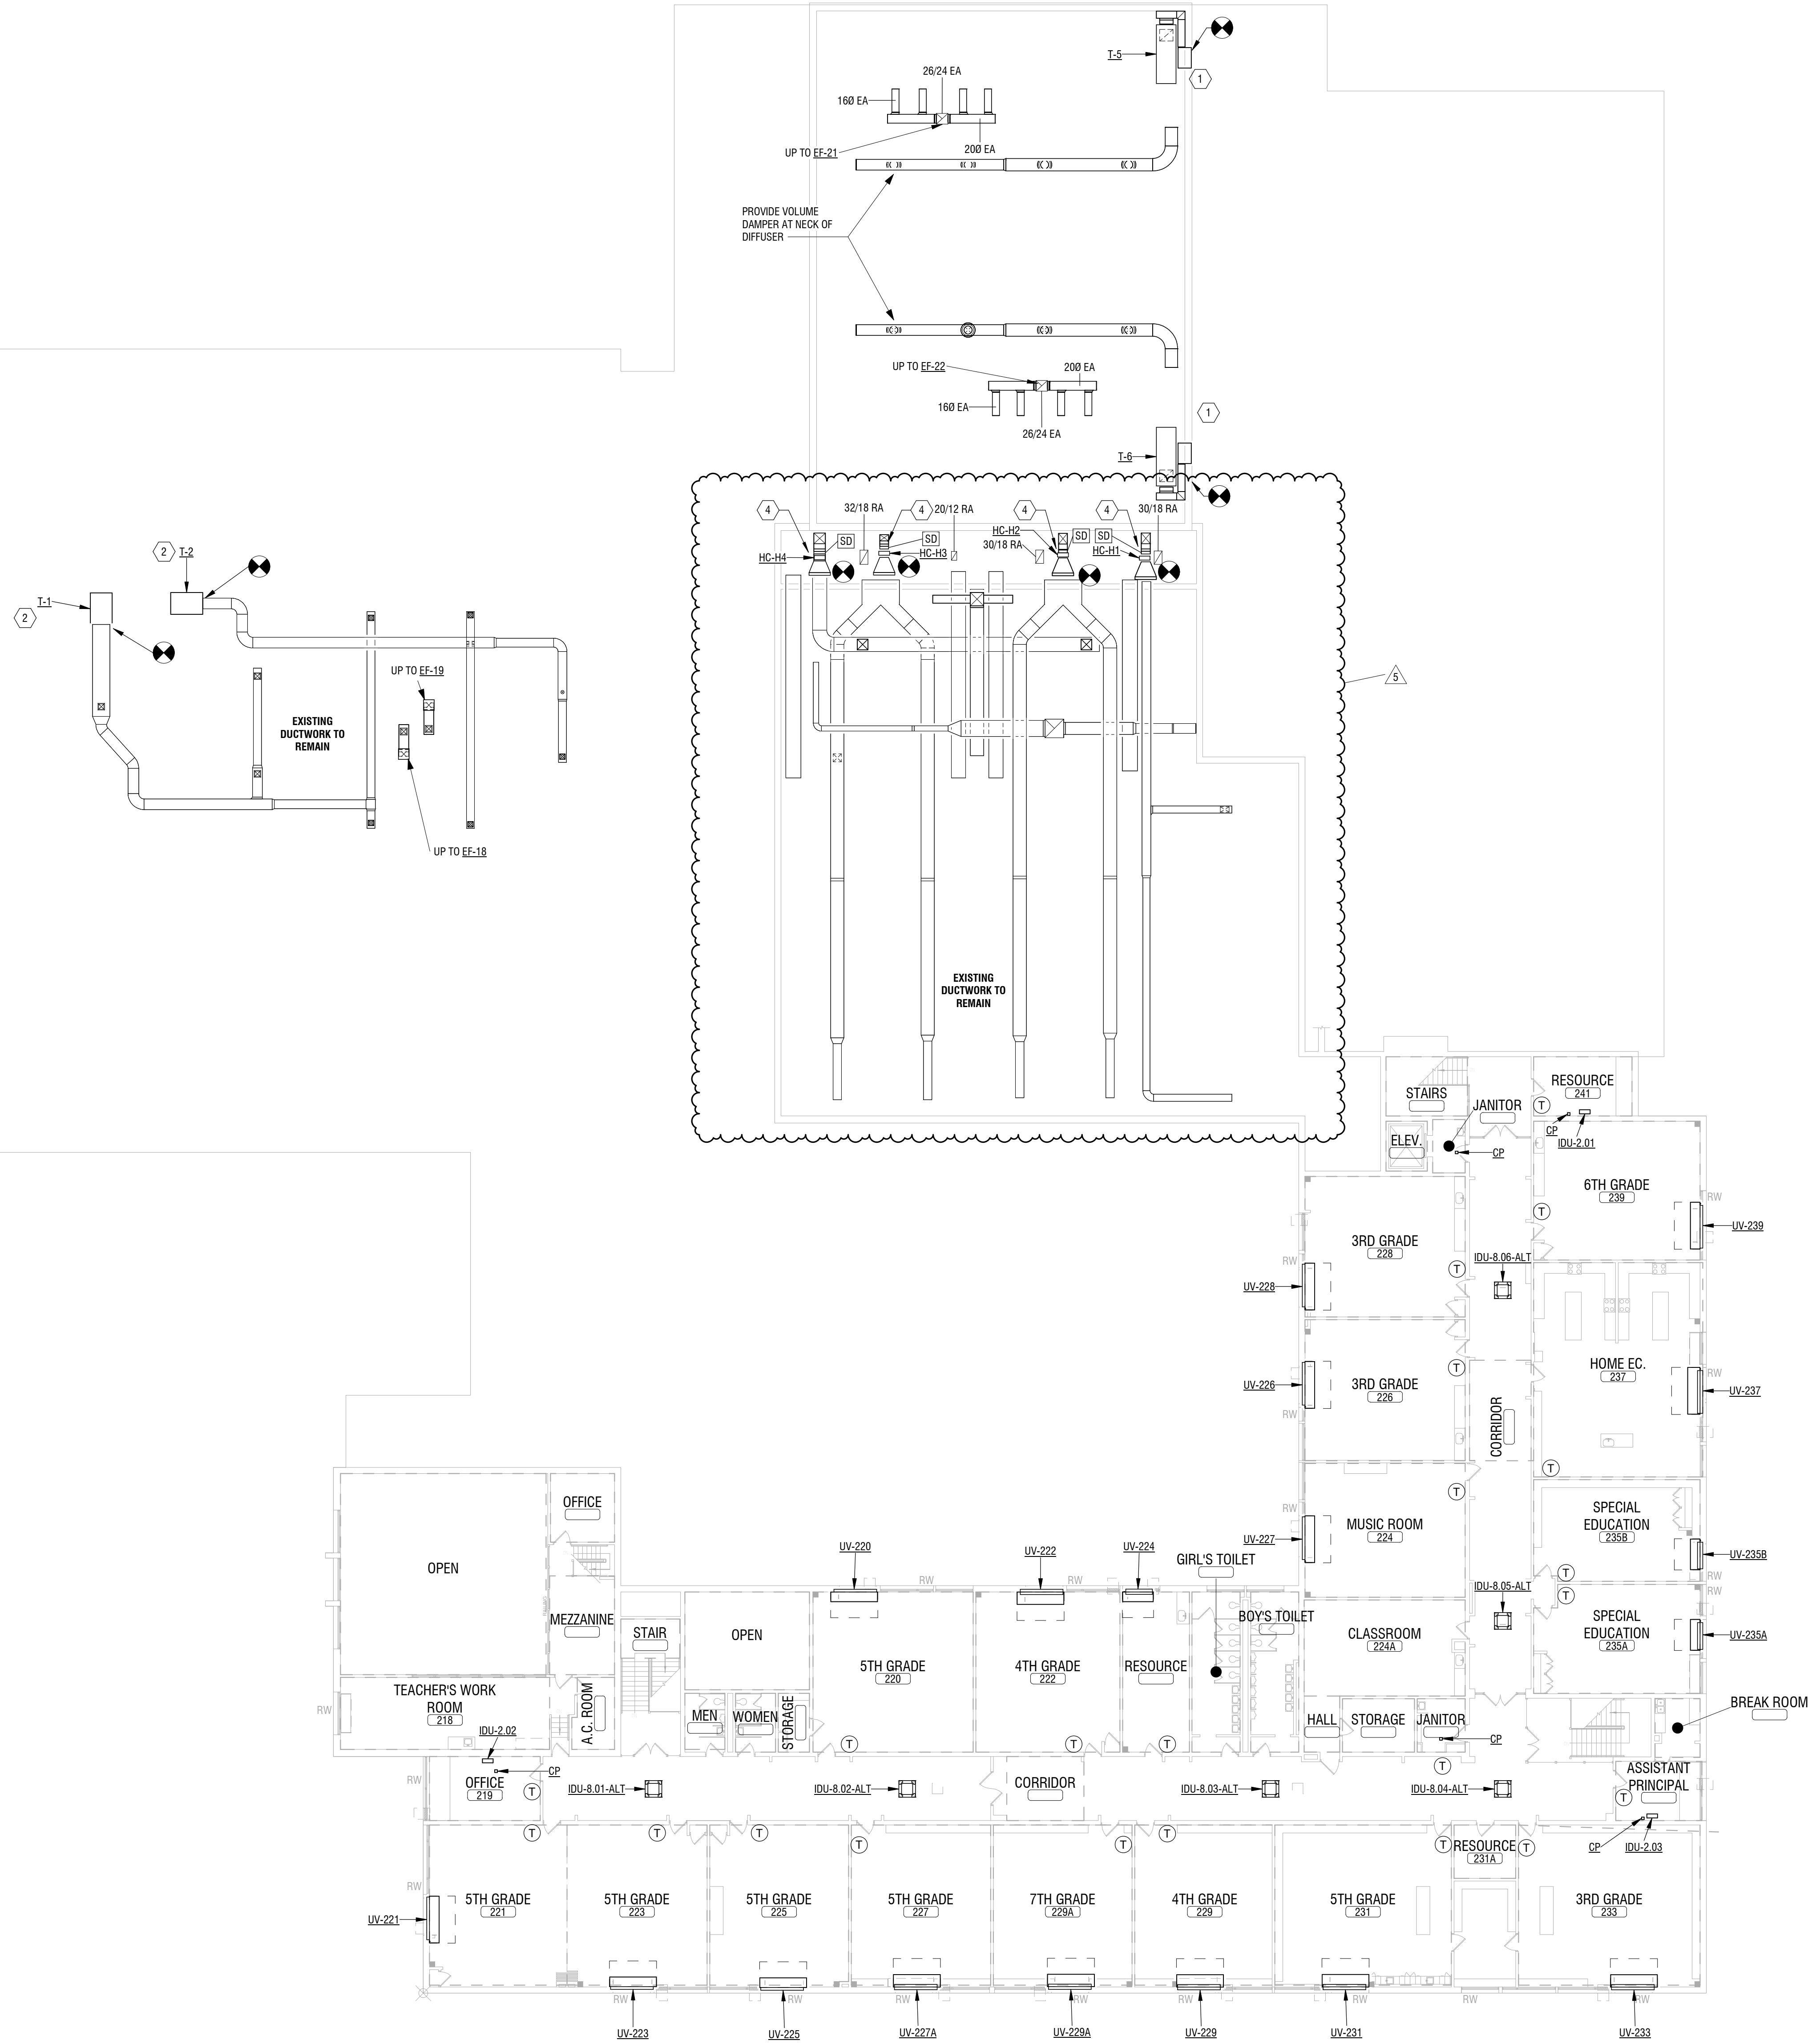 T-5
1
26/24 EA
16Ø EA
20Ø EA
UP TO EF-21
PROVIDE VOLUME
DAMPER AT NECK OF
DIFFUSER
UP TO EF-22
20Ø EA
16Ø EA
26/24 EA
1
T-6
4
32/18 RA
4
20/12 RA
4
4
30/18 RA
HC-H2
SD
SD
SD
SD
30/18 RA
HC-H4
HC-H3
HC-H1
2
T-2
T-1
2
UP TO EF-19
5
EXISTING
DUCTWORK TO
REMAIN
UP TO EF-18
EXISTING
DUCTWORK TO
REMAIN
STAIRS
JANITOR
RESOURCE
241
T
CP
IDU-2.01
ELEV.
CP
6TH GRADE
239
RW
T
UV-239
3RD GRADE
228
RW
T
IDU-8.06-ALT
UV-228
3RD GRADE
226
T
UV-226
RW
HOME EC.
237
RW
UV-237
CORRIDOR
T
T
RW
MUSIC ROOM
224
UV-227
SPECIAL
EDUCATION
235B
UV-235B
RW
T
T
IDU-8.05-ALT
RW
SPECIAL
EDUCATION
235A
UV-235A
CLASSROOM
224A
OFFICE
OPEN
MEZZANINE
STAIR
OPEN
UV-220
RW
UV-222
RW
UV-224
GIRL'S TOILET
BOY'S TOILET
5TH GRADE
220
4TH GRADE
222
RESOURCE
TEACHER'S WORK
ROOM
218
RW
IDU-2.02
A.C. ROOM
MEN
WOMEN
STORAGE
T
T
T
HALL
STORAGE
JANITOR
CP
T
BREAK ROOM
RW
OFFICE
219
CP
T
IDU-8.01-ALT
IDU-8.02-ALT
CORRIDOR
IDU-8.03-ALT
IDU-8.04-ALT
ASSISTANT
PRINCIPAL
T
RW
CP
IDU-2.03
T
T
T
T
T
T
T
RESOURCE
231A
T
RW
5TH GRADE
221
UV-221
5TH GRADE
223
5TH GRADE
225
5TH GRADE
227
7TH GRADE
229A
4TH GRADE
229
5TH GRADE
231
3RD GRADE
233
RW
RW
RW
RW
RW
RW
RW
RW
UV-223
UV-225
UV-227A
UV-229A
UV-229
UV-231
UV-233